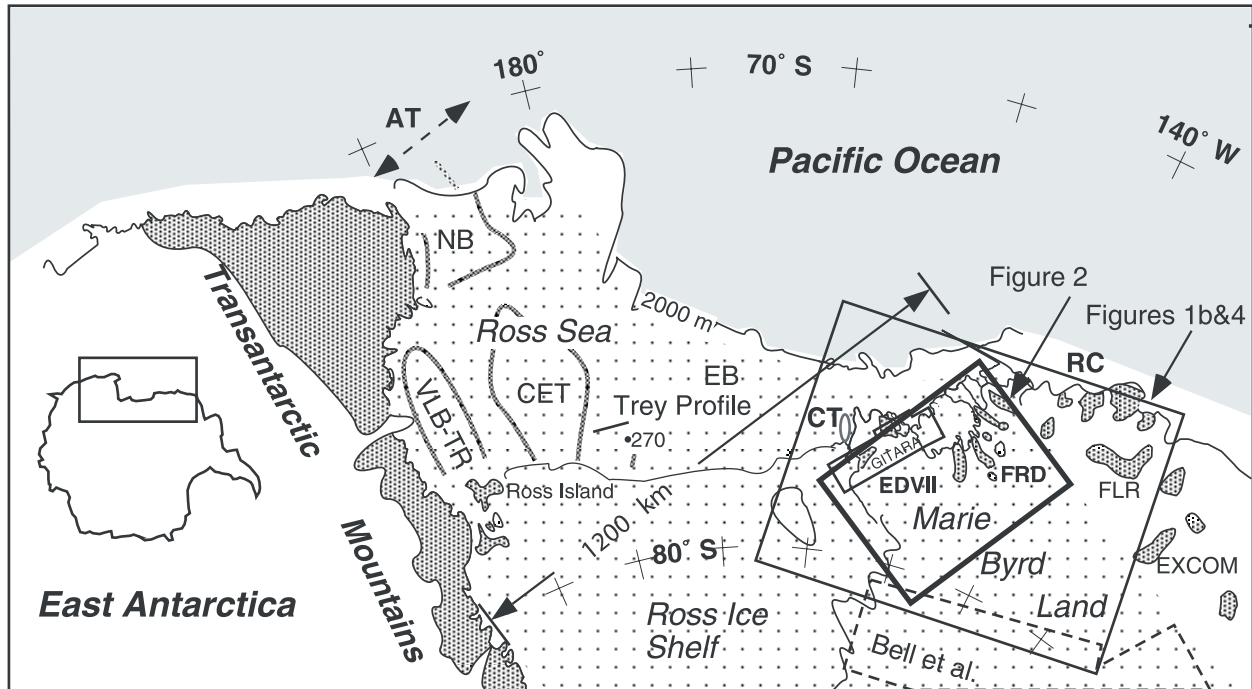 180°
70° S
140° W
AT
Pacific Ocean
NB
Figure 2
Figures 1b&4
2000 m
Ross Sea
RC
Transantarctic
Mountains
VLB-TR
CET
EB
Trey Profile
270
CT
GITARA
EDVII
FRD
FLR
Ross Island
1200 km
80° S
Marie
Byrd
Land
EXCOM
East Antarctica
Ross Ice
Shelf
Bell et al.